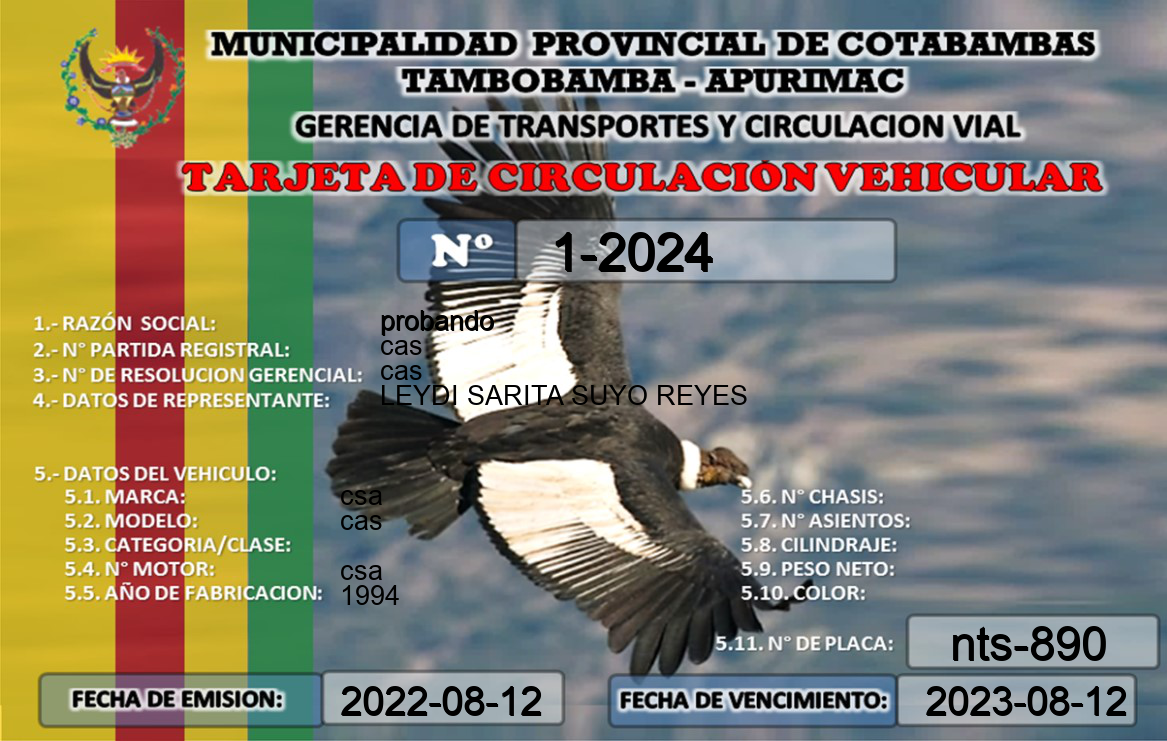 MUNICIPALIDAD PROVINCIAL DE COTABAMBAS
TAMBOBAMBA - APURIMAC
GERENCIA DE TRANSPORTES Y CIRCULACION VIAL
TARJETA DE CIRCULACIÓN VEHICULAR
Nº 1-2024
1.- RAZÓN SOCIAL: probando
2.- N° PARTIDA REGISTRAL: cas
3.- N° DE RESOLUCION GERENCIAL: cas
4.- DATOS DE REPRESENTANTE: LEYDI SARITA SUYO REYES
5.- DATOS DEL VEHICULO:
5.1. MARCA: csa
5.2. MODELO: cas
5.3. CATEGORIA/CLASE:
5.4. N° MOTOR: csa
5.5. AÑO DE FABRICACION: 1994
5.6. N° CHASIS:
5.7. N° ASIENTOS:
5.8. CILINDRAJE:
5.9. PESO NETO:
5.10. COLOR:
5.11. N° DE PLACA: nts-890
FECHA DE EMISION: 2022-08-12
FECHA DE VENCIMIENTO: 2023-08-12